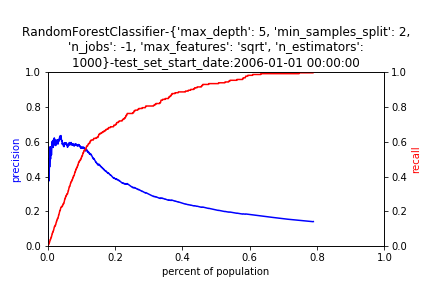 RandomForestClassifier-{'max_depth': 5, 'min_samples_split': 2,
'n_jobs': -1, 'max_features': 'sqrt', 'n_estimators':
1000}-test_set_start_date:2006-01-01 00:00:00
1.0 1.0
0.8 0.8
0.6 0.6
precision recall
0.4 0.4
0.2 0.2
0.0 0.0
0.0 0.2 0.4 0.6 0.8 1.0
percent of population